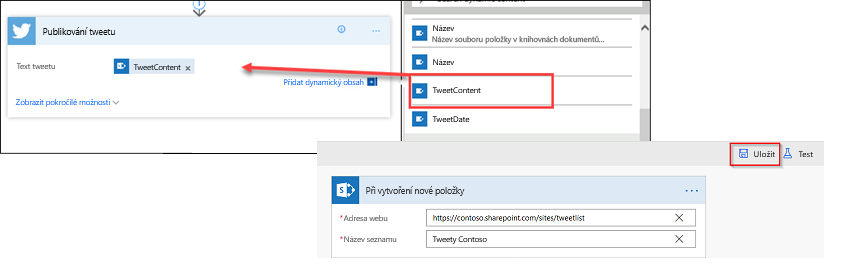 Publikování tweetu
Text tweetu
TweetContent
Přidat dynamický obsah
Zobrazit pokročilé možnosti
Název
Název souboru položky v knihovnách dokumentů...
Název
TweetContent
TweetDate
Uložit
Test
Při vytvoření nové položky
*Adresa webu
https://contoso.sharepoint.com/sites/tweetlist
*Název seznamu
Tweety Contoso